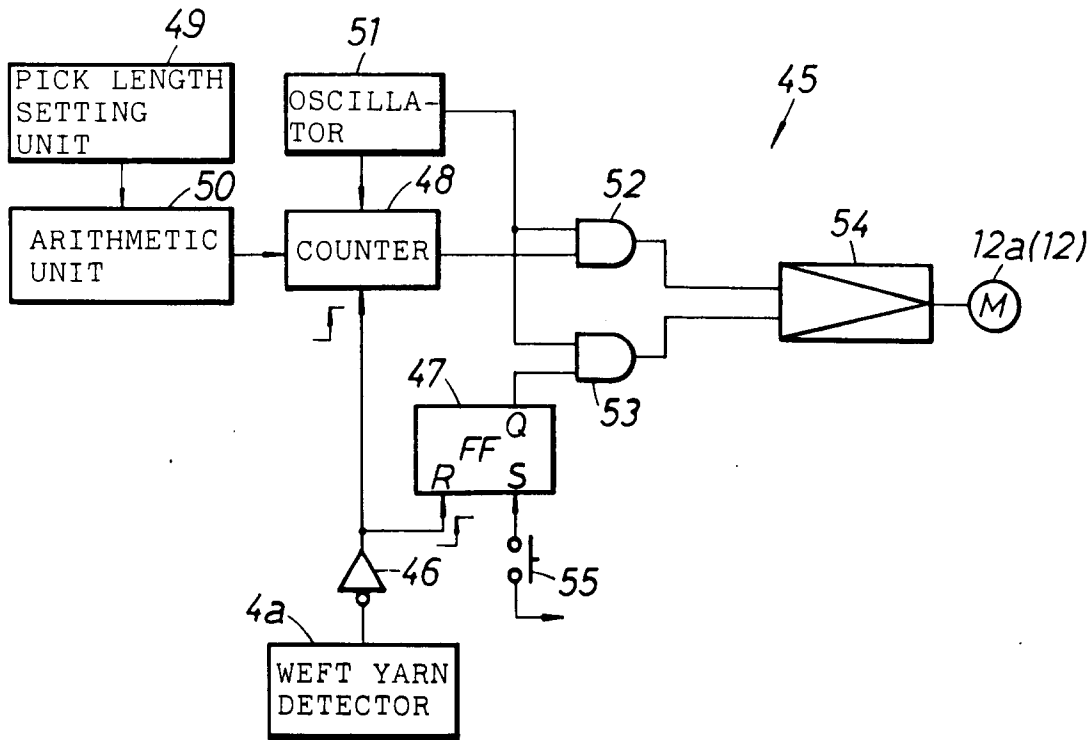 49
PICK LENGTH
SETTING
UNIT
51
OSCILLA-
TOR
45
50
ARITHMETIC
UNIT
48
COUNTER
52
54
12a(12)
M
53
47
Q
FF
R S
46
55
4a
WEFT YARN
DETECTOR